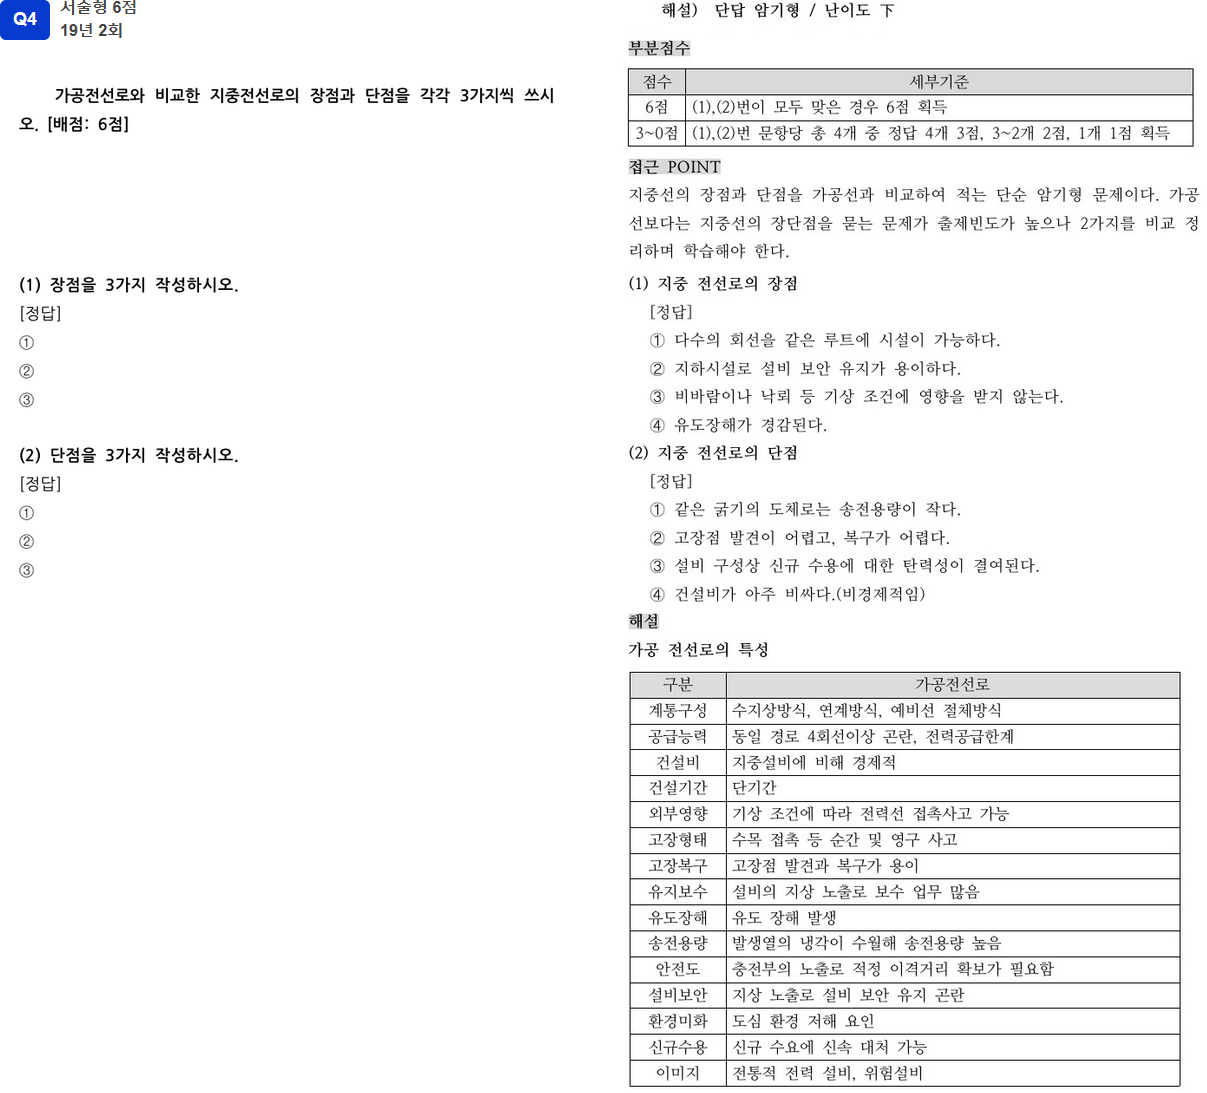 Q4
서술형 6점
19년 2회
가공전선로와 비교한 지중전선로의 장점과 단점을 각각 3가지씩 쓰시
오. [배점: 6점]
(1) 장점을 3가지 작성하시오.
[정답]
①
②
③
(2) 단점을 3가지 작성하시오.
[정답]
①
②
③
해설) 단답 암기형 / 난이도 下
부분점수
점수 세부기준
6점 (1),(2)번이 모두 맞은 경우 6점 획득
3~0점 (1),(2)번 문항당 총 4개 중 정답 4개 3점, 3~2개 2점, 1개 1점 획득
접근 POINT
지중선의 장점과 단점을 가공선과 비교하여 적는 단순 암기형 문제이다. 가공
선보다는 지중선의 장단점을 묻는 문제가 출제빈도가 높으나 2가지를 비교 정
리하며 학습해야 한다.
(1) 지중 전선로의 장점
[정답]
① 다수의 회선을 같은 루트에 시설이 가능하다.
② 지하시설로 설비 보안 유지가 용이하다.
③ 비바람이나 낙뢰 등 기상 조건에 영향을 받지 않는다.
④ 유도장해가 경감된다.
(2) 지중 전선로의 단점
[정답]
① 같은 굵기의 도체로는 송전용량이 작다.
② 고장점 발견이 어렵고, 복구가 어렵다.
③ 설비 구성상 신규 수용에 대한 탄력성이 결여된다.
④ 건설비가 아주 비싸다.(비경제적임)
해설
가공 전선로의 특성
구분 가공전선로
계통구성 수지상방식, 연계방식, 예비선 절체방식
공급능력 동일 경로 4회선이상 곤란, 전력공급한계
건설비 지중설비에 비해 경제적
건설기간 단기간
외부영향 기상 조건에 따라 전력선 접촉사고 가능
고장형태 수목 접촉 등 순간 및 영구 사고
고장복구 고장점 발견과 복구가 용이
유지보수 설비의 지상 노출로 보수 업무 많음
유도장해 유도 장해 발생
송전용량 발생열의 냉각이 수월해 송전용량 높음
안전도 충전부의 노출로 적정 이격거리 확보가 필요함
설비보안 지상 노출로 설비 보안 유지 곤란
환경미화 도심 환경 저해 요인
신규수용 신규 수요에 신속 대처 가능
이미지 전통적 전력 설비, 위험설비